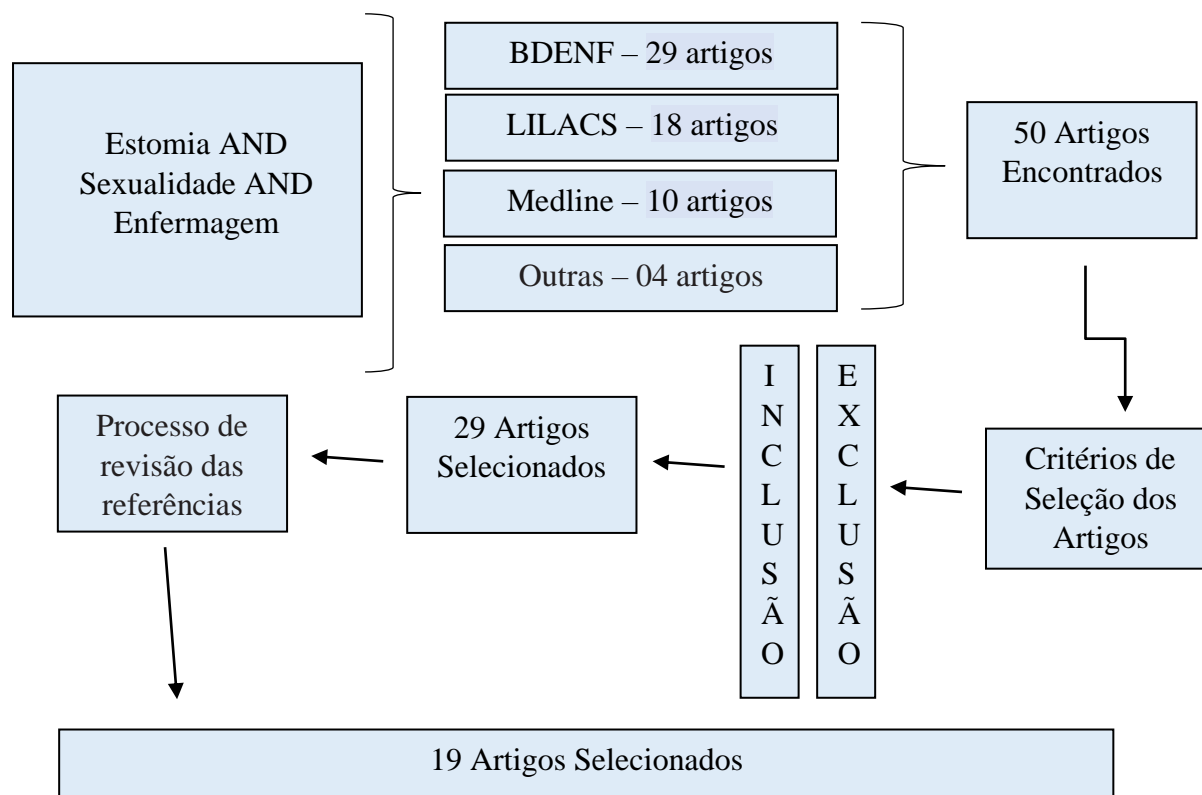 Estomia AND
Sexualidade AND
Enfermagem
BDENF – 29 artigos
LILACS – 18 artigos
Medline – 10 artigos
Outras – 04 artigos
50 Artigos
Encontrados
Critérios de
Seleção dos
Artigos
E
X
C
L
U
S
Ã
O
I
N
C
L
U
S
Ã
O
29 Artigos
Selecionados
Processo de
revisão das
referências
19 Artigos Selecionados